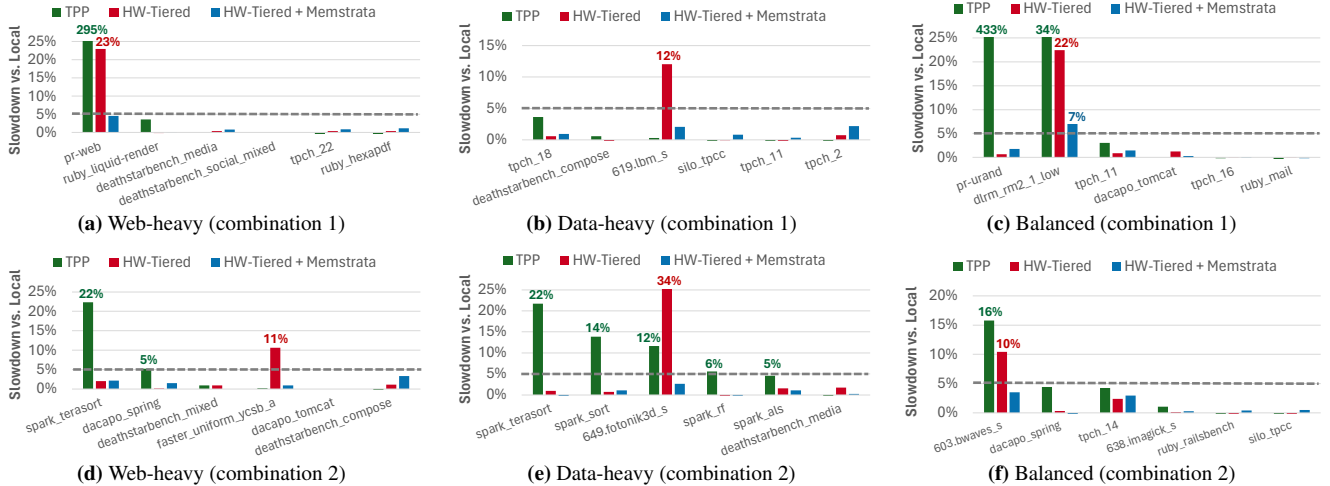 TPP HW-Tiered HW-Tiered + Memstrata
Slowdown vs. Local
25%
20%
15%
10%
5%
0%
295%
23%
pr-web
ruby_liquid-render
deathstarbench_media
deathstarbench_social_mixed
tpch_22
ruby_hexapdf
(a) Web-heavy (combination 1)
TPP HW-Tiered HW-Tiered + Memstrata
Slowdown vs. Local
15%
10%
5%
0%
12%
tpch_18
deathstarbench_compose
619.lbm_s
silo_tpcc
tpch_11
tpch_2
(b) Data-heavy (combination 1)
TPP HW-Tiered HW-Tiered + Memstrata
Slowdown vs. Local
25%
20%
15%
10%
5%
0%
433%
34%
22%
7%
pr-urand
dlrm_rm2_1_low
tpch_11
dacapo_tomcat
tpch_16
ruby_mail
(c) Balanced (combination 1)
TPP HW-Tiered HW-Tiered + Memstrata
Slowdown vs. Local
25%
20%
15%
10%
5%
0%
22%
5%
11%
spark_terasort
dacapo_spring
deathstarbench_mixed
faster_uniform_ycsb_a
dacapo_tomcat
deathstarbench_compose
(d) Web-heavy (combination 2)
TPP HW-Tiered HW-Tiered + Memstrata
Slowdown vs. Local
25%
20%
15%
10%
5%
0%
22%
14%
12%
34%
6%
5%
spark_terasort
spark_sort
649.fotonik3d_s
spark_rf
spark_als
deathstarbench_media
(e) Data-heavy (combination 2)
TPP HW-Tiered HW-Tiered + Memstrata
Slowdown vs. Local
20%
15%
10%
5%
0%
16%
10%
603.bwaves_s
dacapo_spring
tpch_14
638.imagick_s
ruby_railsbench
silo_tpcc
(f) Balanced (combination 2)